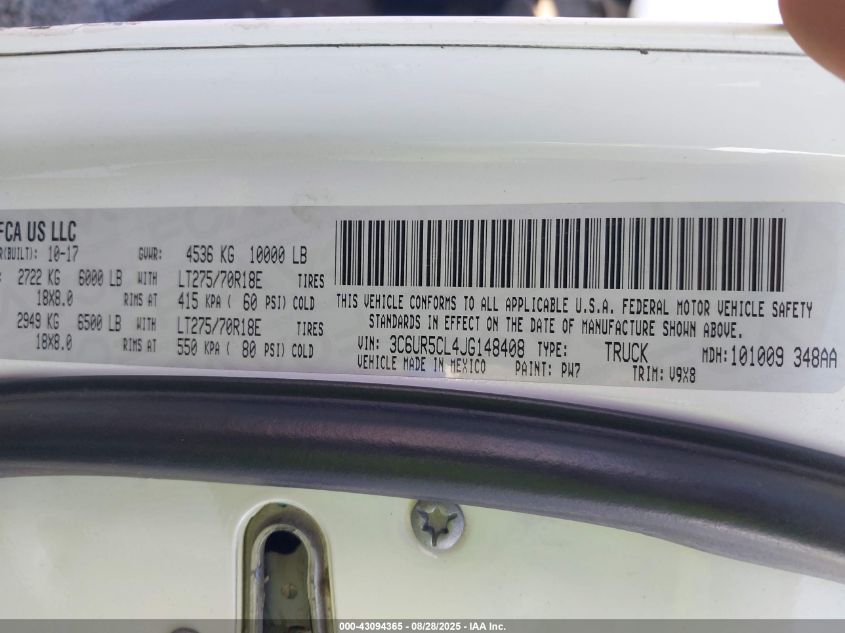 FCA US LLC
R(BUILT): 10-17 GVWR: 4536 KG 10000 LB
: 2722 KG 6000 LB WITH LT275/70R18E TIRES
18X8.0 RIMS AT 415 KPA ( 60 PSI) COLD
2949 KG 6500 LB WITH LT275/70R18E TIRES
18X8.0 RIMS AT 550 KPA ( 80 PSI) COLD
THIS VEHICLE CONFORMS TO ALL APPLICABLE U.S.A. FEDERAL MOTOR VEHICLE SAFETY
STANDARDS IN EFFECT ON THE DATE OF MANUFACTURE SHOWN ABOVE.
VIN: 3C6UR5CL4JG148408 TYPE: TRUCK MDH: 101009 348AA
VEHICLE MADE IN MEXICO PAINT: PW7 TRIM: V9X8
000-43094365 | 08/28/2025 - IAA Inc.